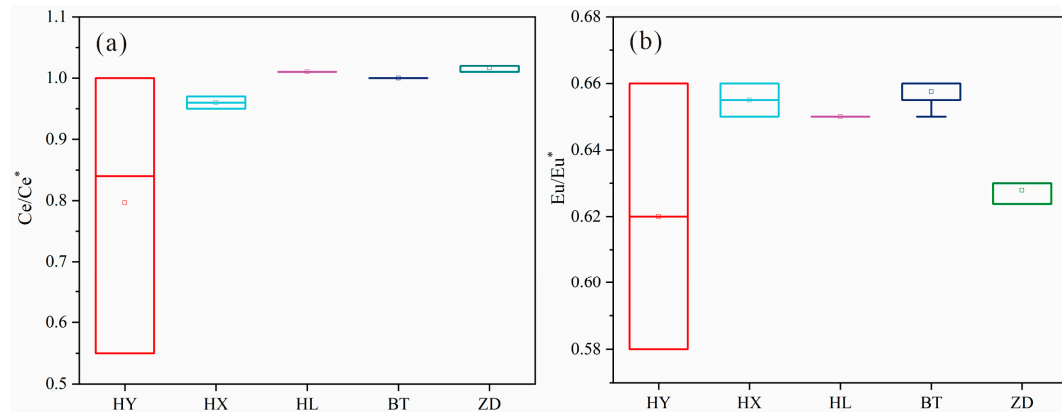 (a)
Ce/Ce*
1.1
1.0
0.9
0.8
0.7
0.6
0.5
HY HX HL BT ZD
(b)
Eu/Eu*
0.68
0.66
0.64
0.62
0.60
0.58
HY HX HL BT ZD